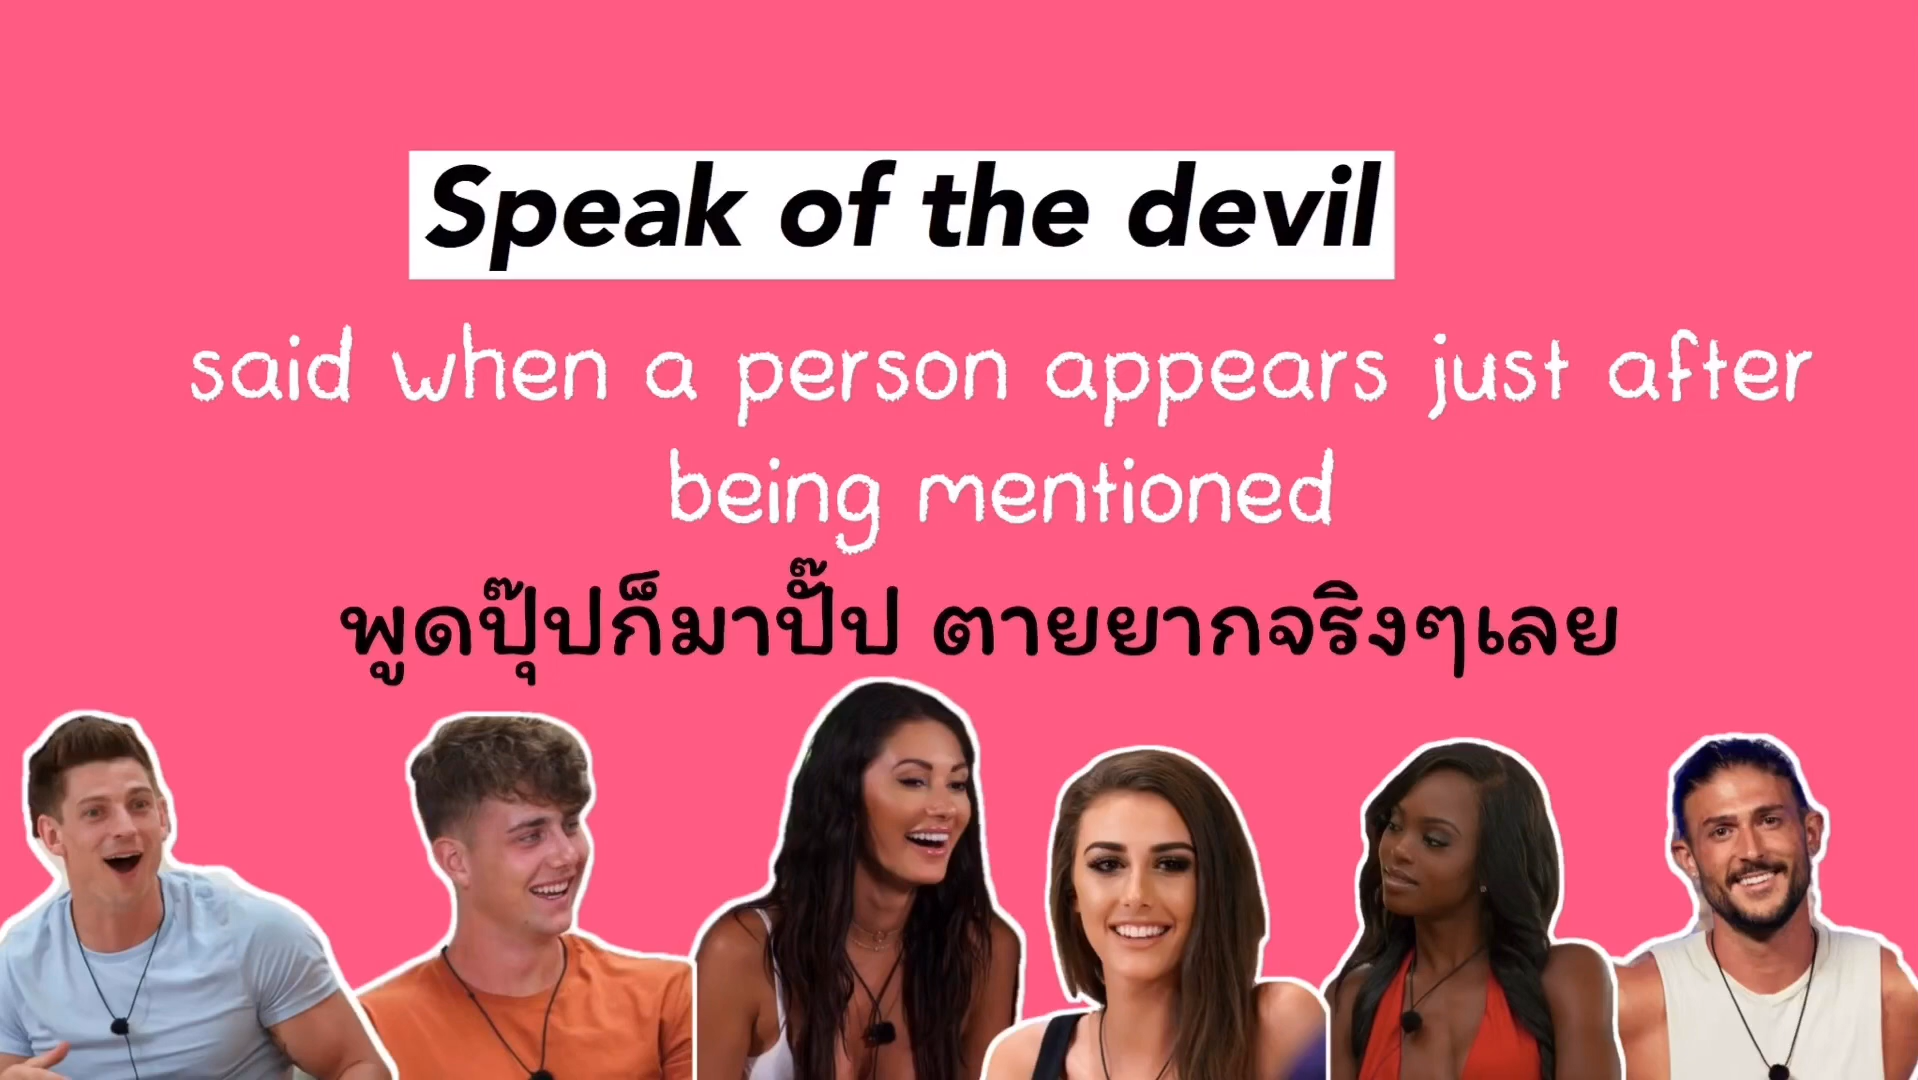 Speak of the devil
said when a person appears just after
being mentioned
พูดปุ๊ปก็มาปั๊ป ตายยากจริงๆเลย